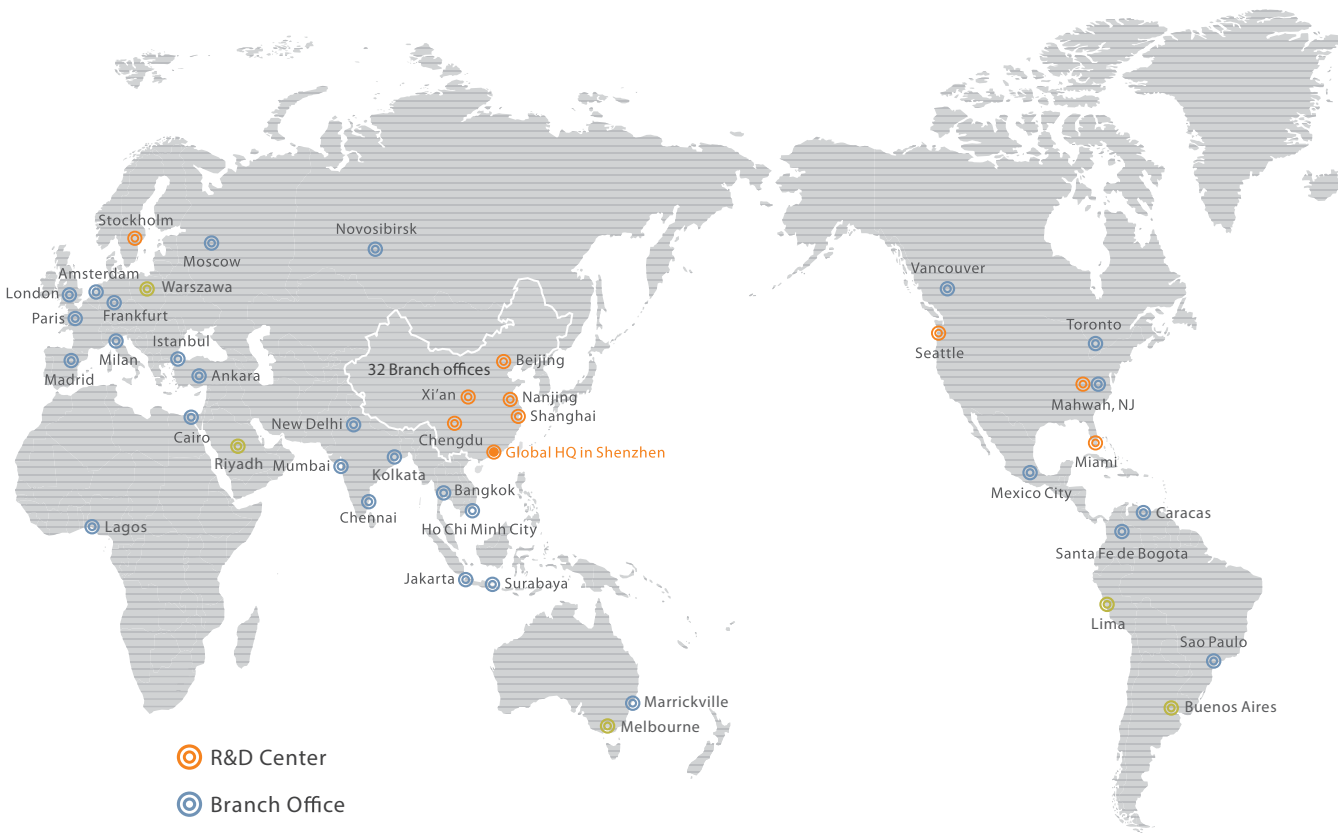 Stockholm
Novosibirsk
Moscow
Amsterdam
Warszawa
London
Frankfurt
Paris
Istanbul
Milan
Ankara
Madrid
32 Branch offices
Beijing
Xi'an
Nanjing
Shanghai
Chengdu
Global HQ in Shenzhen
New Delhi
Cairo
Riyadh
Mumbai
Kolkata
Bangkok
Chennai
Ho Chi Minh City
Lagos
Jakarta
Surabaya
Marrickville
Melbourne
Vancouver
Toronto
Seattle
Mahwah, NJ
Miami
Mexico City
Caracas
Santa Fe de Bogota
Lima
Sao Paulo
Buenos Aires
R&D Center
Branch Office